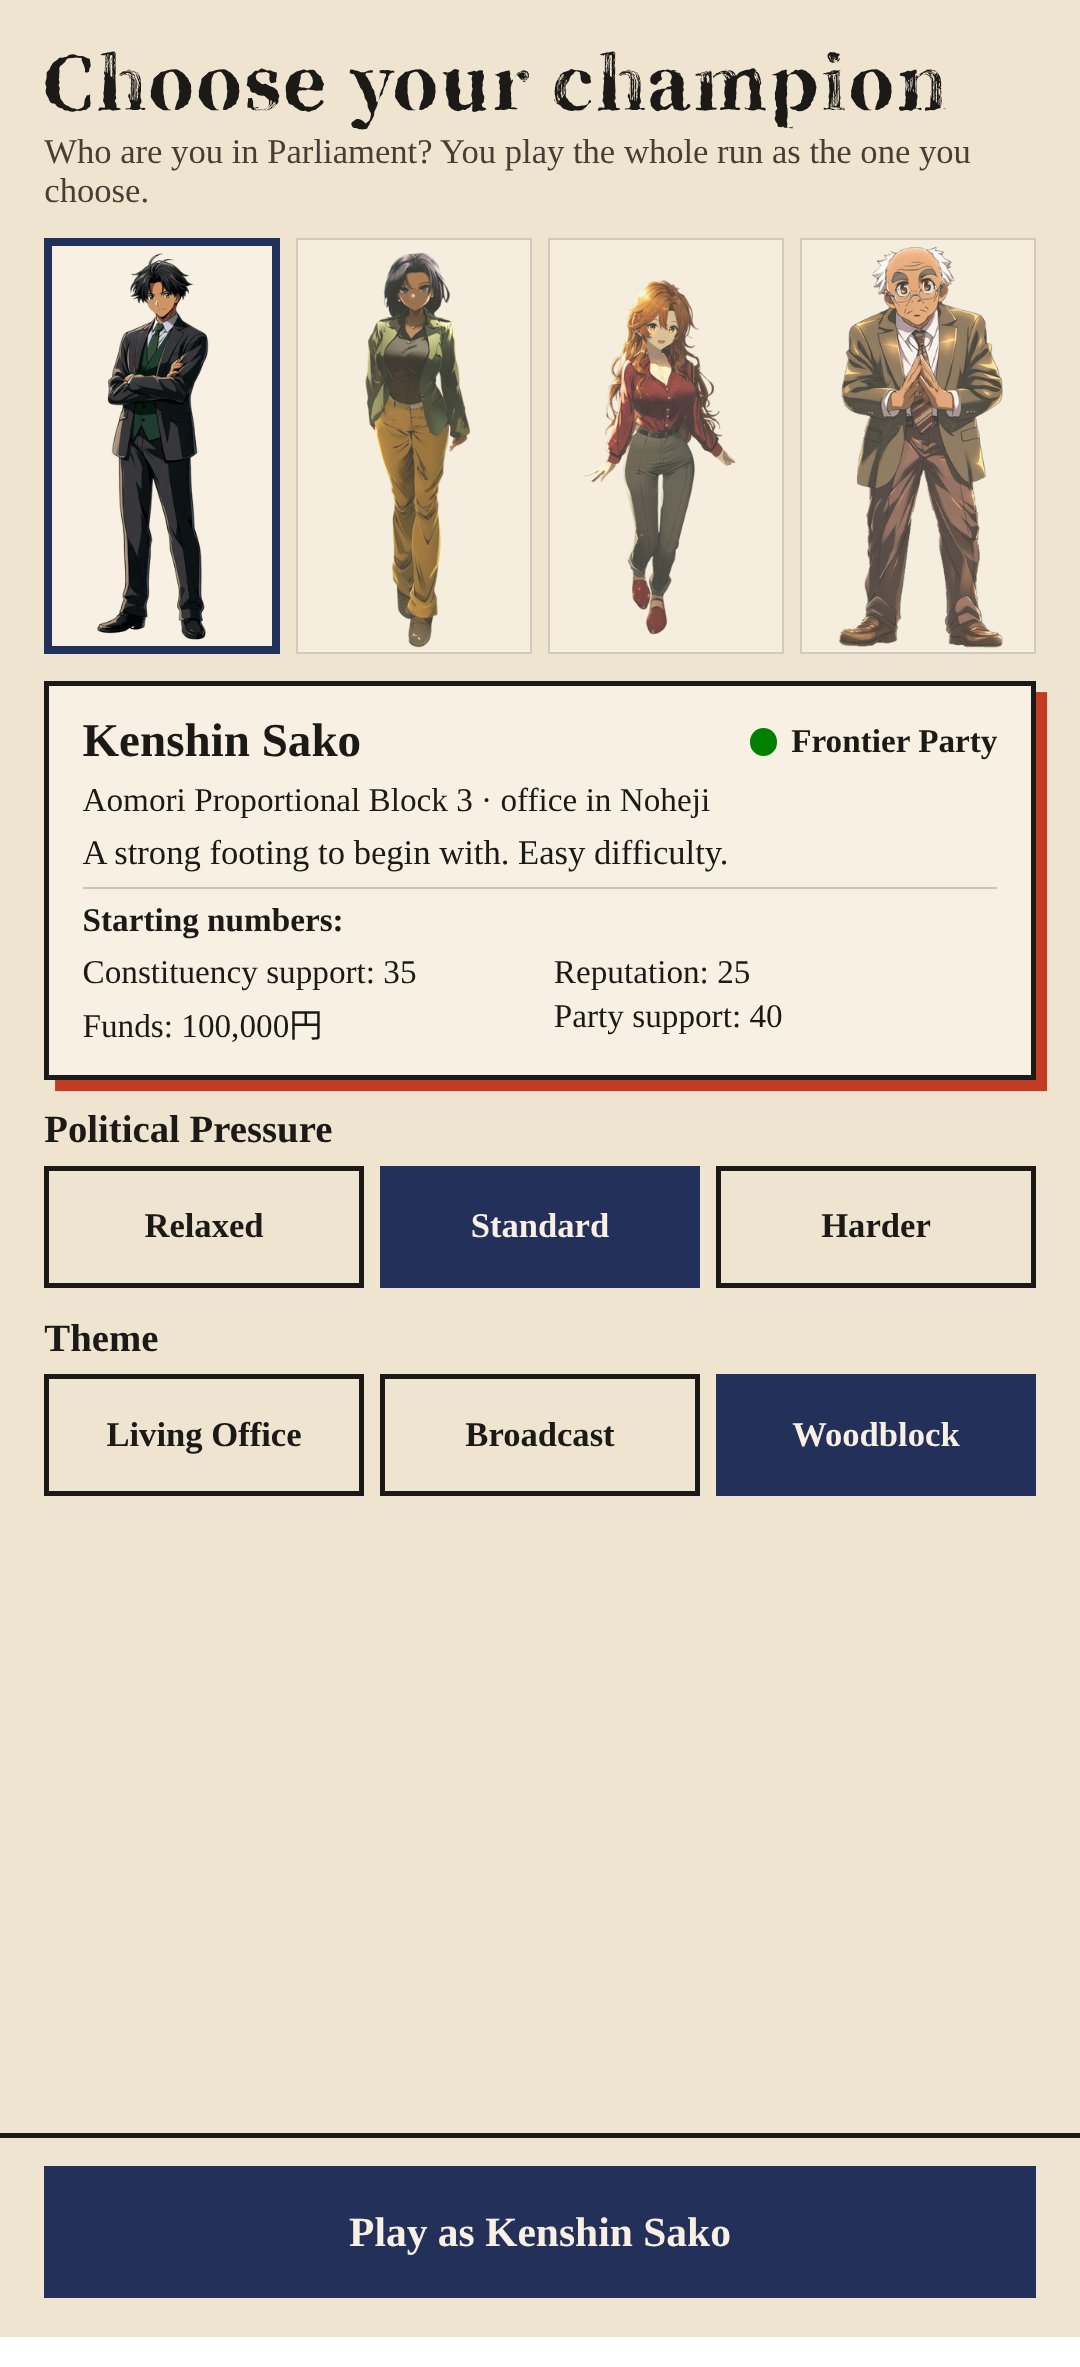 Choose your champion
Who are you in Parliament? You play the whole run as the one you
choose.
Kenshin Sako
Frontier Party
Aomori Proportional Block 3 · office in Noheji
A strong footing to begin with. Easy difficulty.
Starting numbers:
Constituency support: 35
Reputation: 25
Funds: 100,000円
Party support: 40
Political Pressure
Relaxed
Standard
Harder
Theme
Living Office
Broadcast
Woodblock
Play as Kenshin Sako